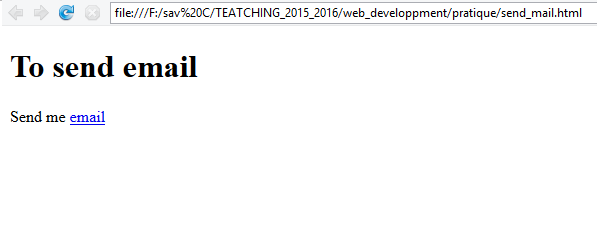 file:///F:/sav%20C/TEATCHING_2015_2016/web_developpment/pratique/send_mail.html
To send email
Send me email